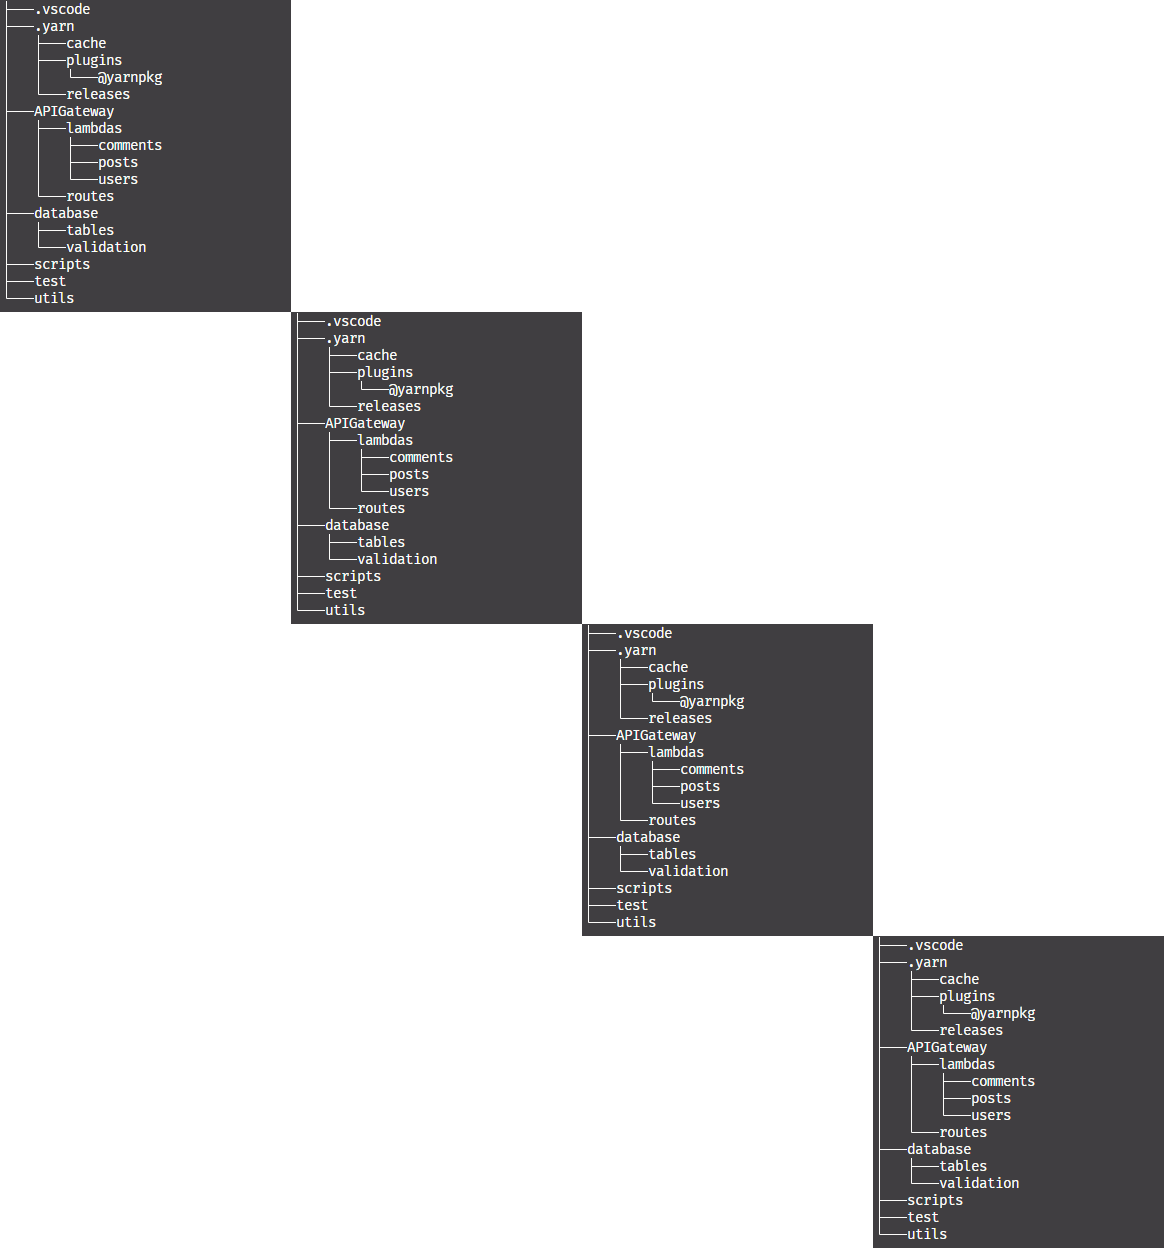 ├───.vscode
├───.yarn
│   ├───cache
│   ├───plugins
│   │   └───@yarnpkg
│   └───releases
├───APIGateway
│   ├───lambdas
│   │   ├───comments
│   │   ├───posts
│   │   └───users
│   └───routes
├───database
│   ├───tables
│   └───validation
├───scripts
├───test
└───utils
├───.vscode
├───.yarn
│   ├───cache
│   ├───plugins
│   │   └───@yarnpkg
│   └───releases
├───APIGateway
│   ├───lambdas
│   │   ├───comments
│   │   ├───posts
│   │   └───users
│   └───routes
├───database
│   ├───tables
│   └───validation
├───scripts
├───test
└───utils
├───.vscode
├───.yarn
│   ├───cache
│   ├───plugins
│   │   └───@yarnpkg
│   └───releases
├───APIGateway
│   ├───lambdas
│   │   ├───comments
│   │   ├───posts
│   │   └───users
│   └───routes
├───database
│   ├───tables
│   └───validation
├───scripts
├───test
└───utils
├───.vscode
├───.yarn
│   ├───cache
│   ├───plugins
│   │   └───@yarnpkg
│   └───releases
├───APIGateway
│   ├───lambdas
│   │   ├───comments
│   │   ├───posts
│   │   └───users
│   └───routes
├───database
│   ├───tables
│   └───validation
├───scripts
├───test
└───utils